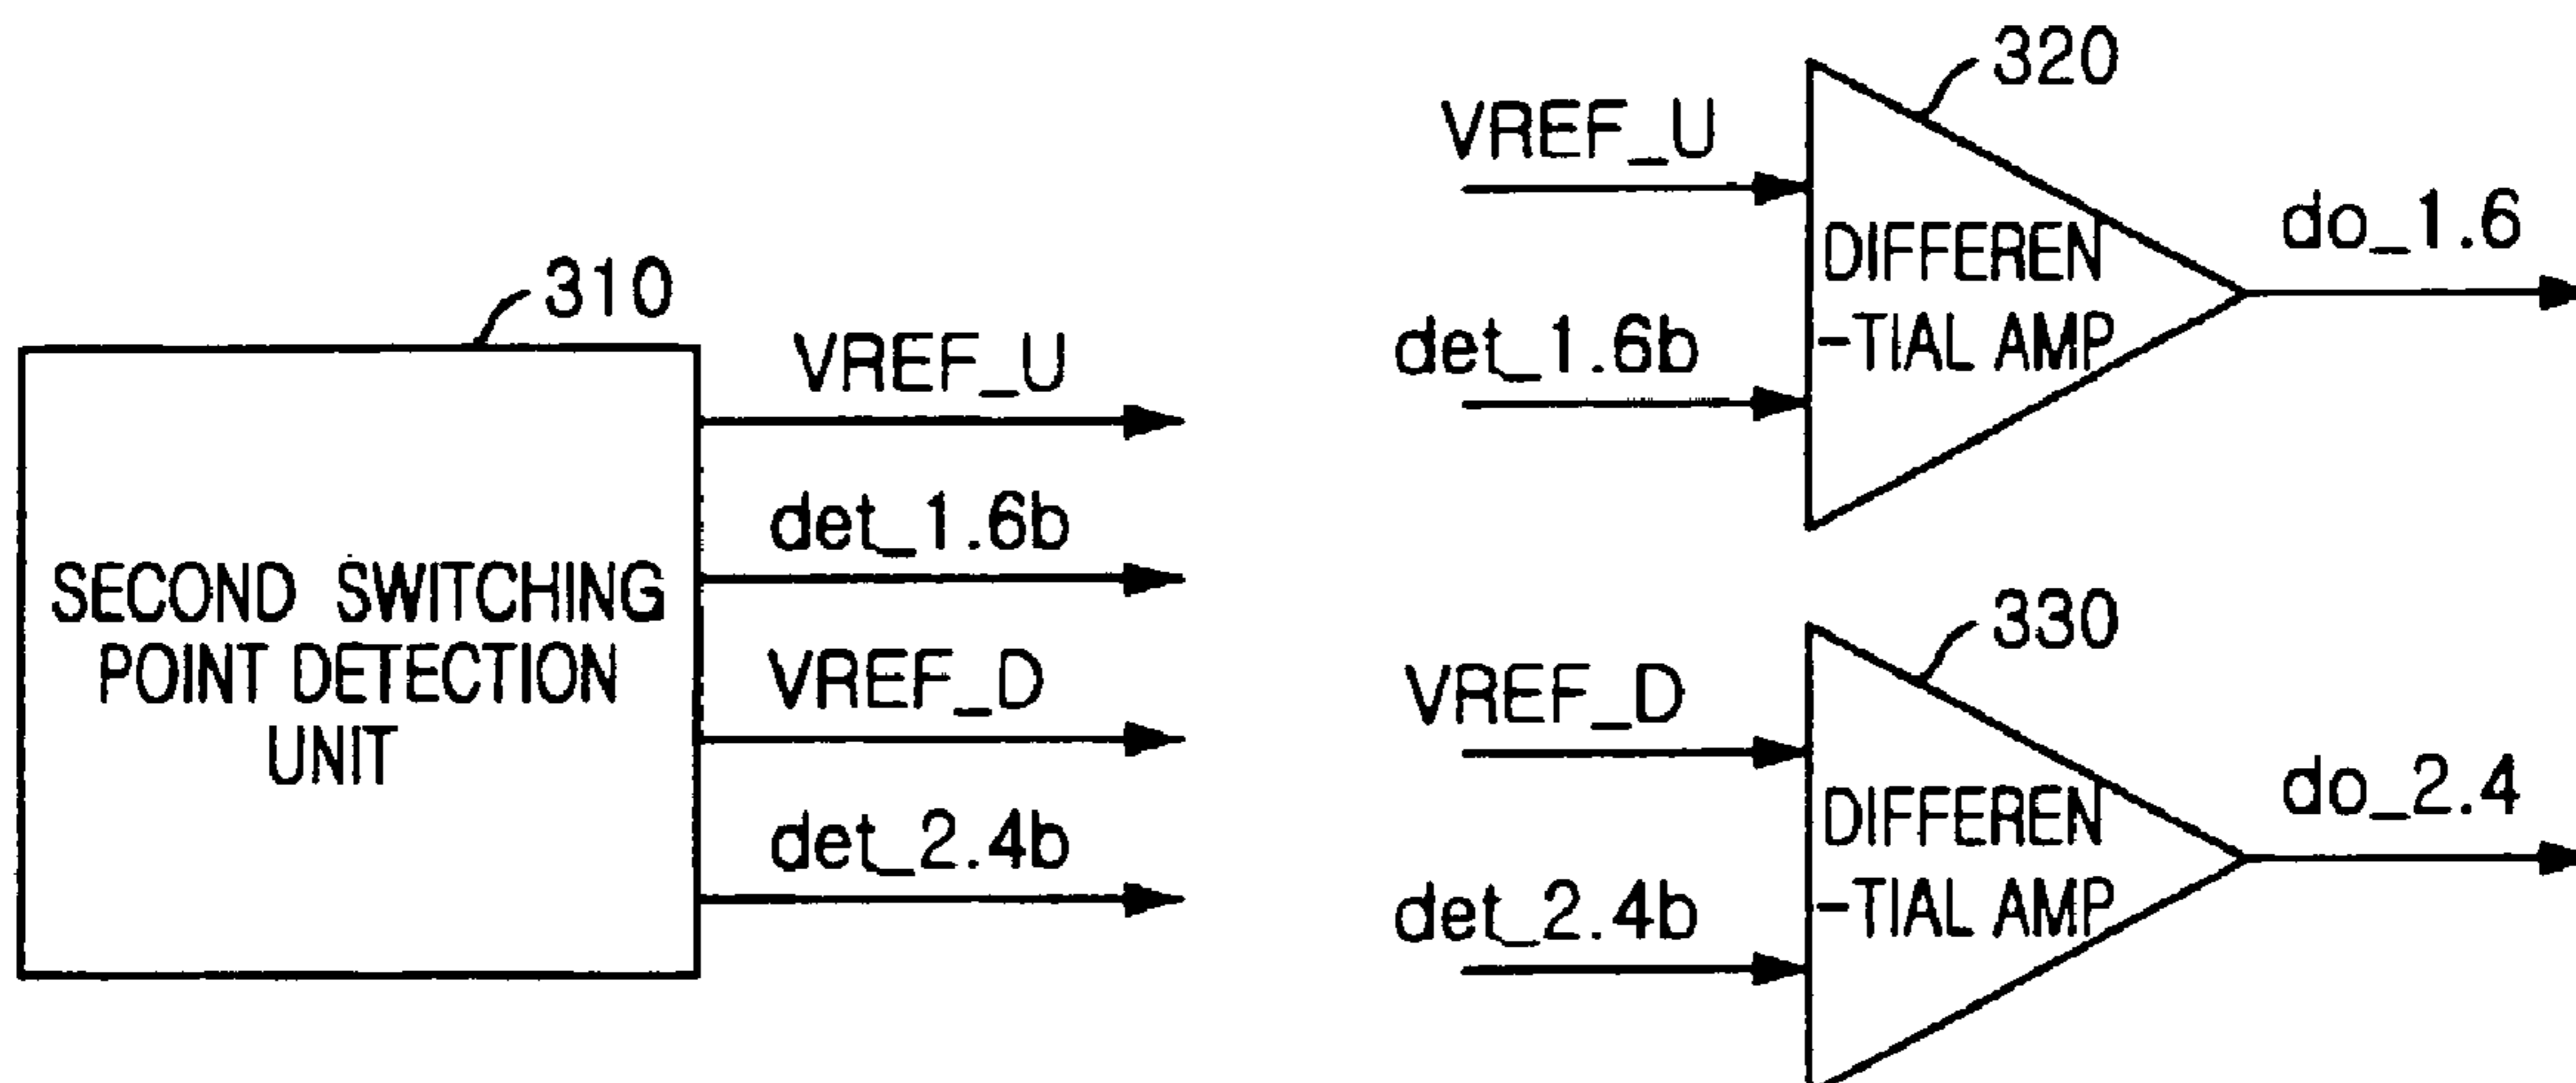 310
SECOND SWITCHING
POINT DETECTION
UNIT
VREF_U
det_1.6b
VREF_D
det_2.4b
320
VREF_U
det_1.6b
DIFFEREN
-TIAL AMP
do_1.6
330
VREF_D
det_2.4b
DIFFEREN
-TIAL AMP
do_2.4